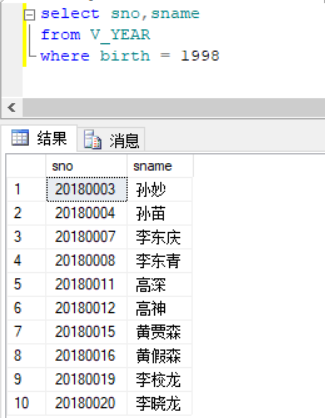 select sno,sname
from V_YEAR
where birth = 1998
结果 消息
sno sname
1 20180003 孙妙
2 20180004 孙苗
3 20180007 李东庆
4 20180008 李东青
5 20180011 高深
6 20180012 高神
7 20180015 黄贾森
8 20180016 黄假森
9 20180019 李校龙
10 20180020 李晓龙